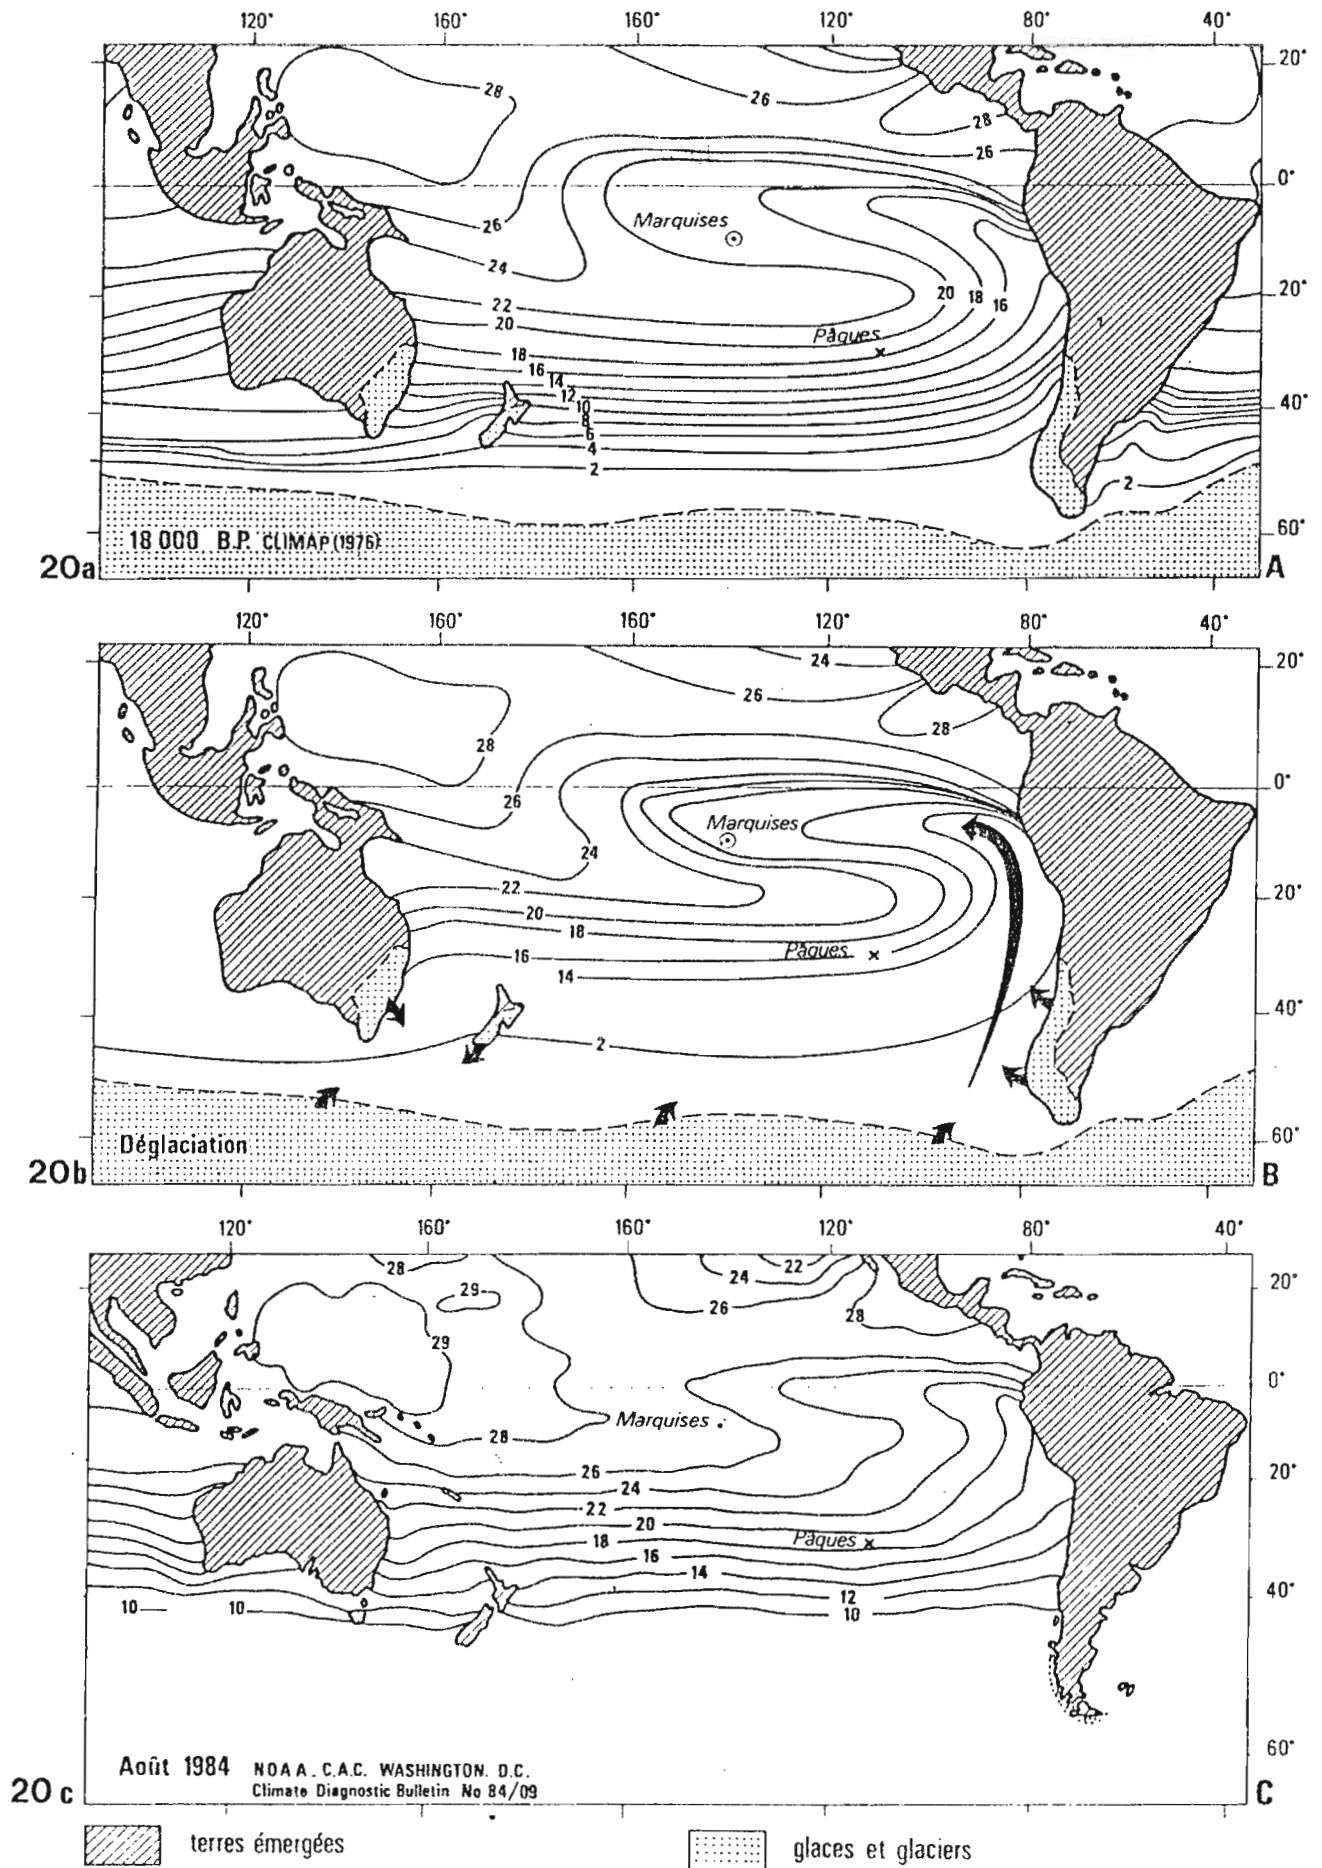 120° 160° 160° 120° 80° 40°
20°
28
26
28
26
0°
Marquises
26
24
20 18 16
20°
22
20
Pâques
18
16
14
12
10
8
6
4
2
40°
2
60°
18 000 B.P. CLIMAP (1976)
20a
A
120° 160° 160° 120° 80° 40°
20°
24
26
28
28
0°
26
Marquises
24
22
20°
20
18
Pâques
16
14
40°
2
60°
Déglaciation
20b
B
120° 160° 160° 120° 80° 40°
28
22
24
20°
29
26
28
29
0°
Marquises
28
26
20°
24
22
20
Pâques
18
16
14
12
40°
10
10
10
60°
Août 1984 NOAA. C.A.C. WASHINGTON. D.C.
Climate Diagnostic Bulletin No 84/09
20c
C
terres émergées
glaces et glaciers